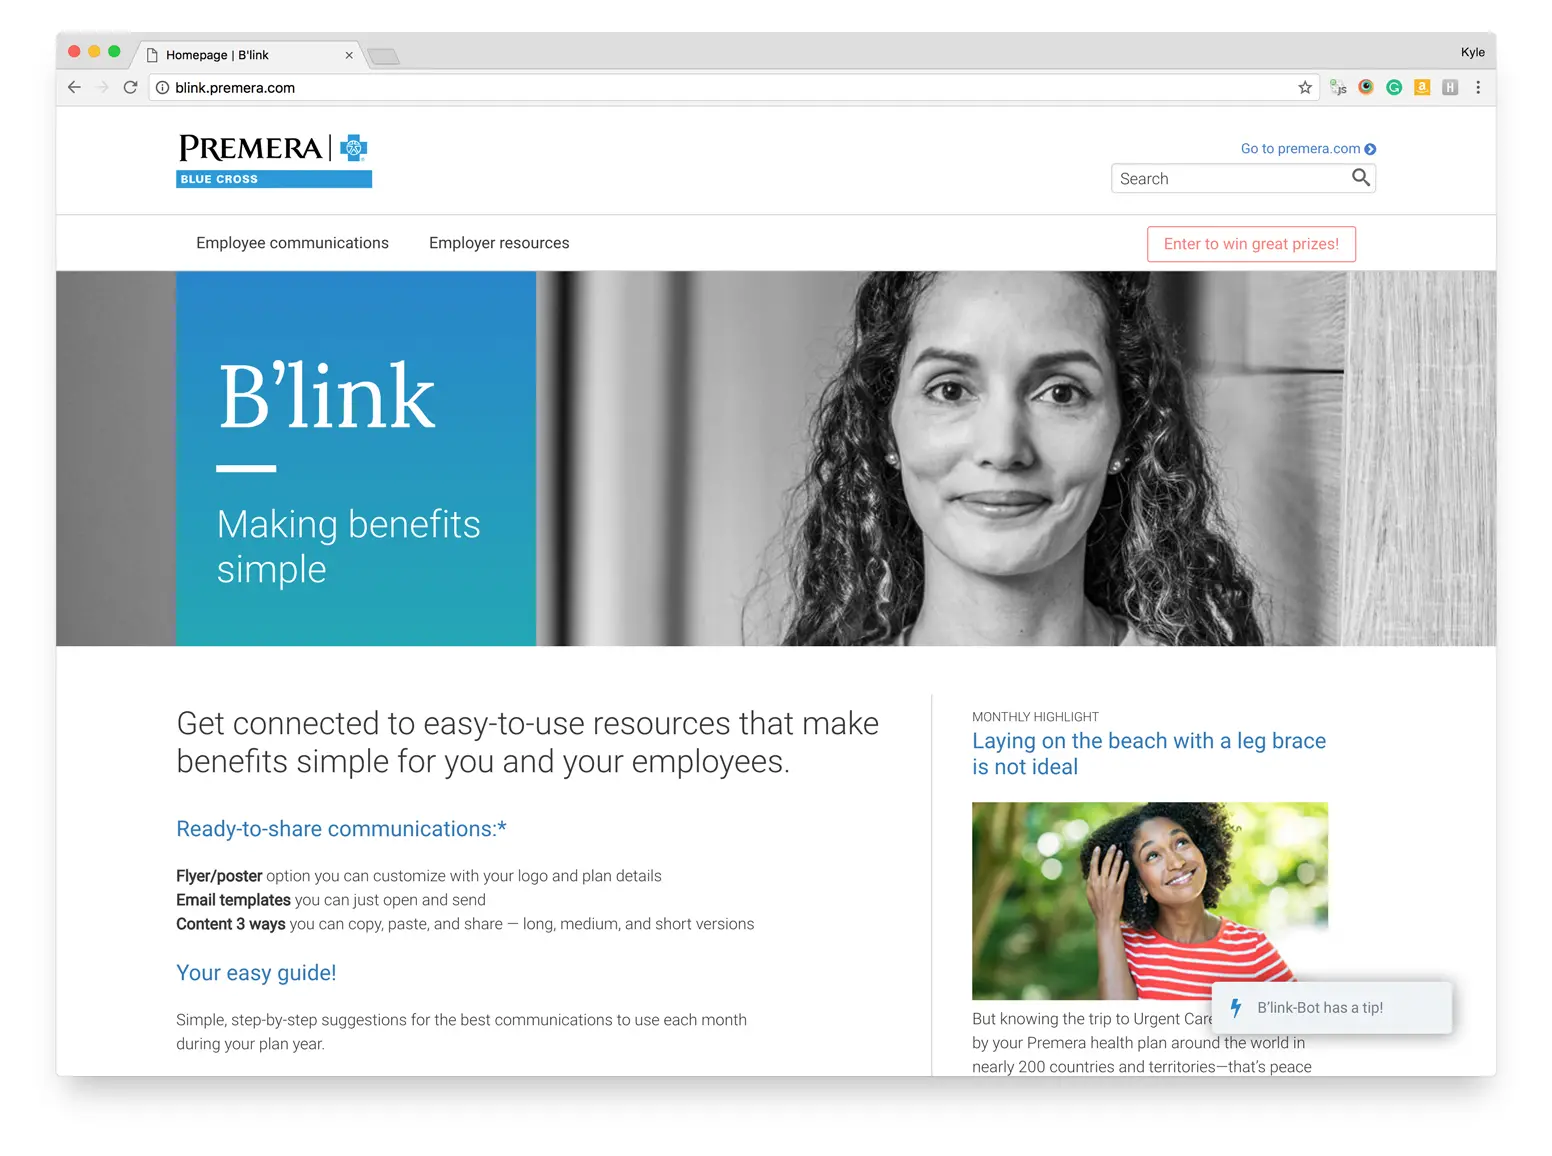 Homepage | B'link
Kyle
blink.premera.com
PREMERA
BLUE CROSS
Go to premera.com
Search
Employee communications
Employer resources
Enter to win great prizes!
B’link
Making benefits
simple
Get connected to easy-to-use resources that make
benefits simple for you and your employees.
Ready-to-share communications:*
Flyer/poster option you can customize with your logo and plan details
Email templates you can just open and send
Content 3 ways you can copy, paste, and share — long, medium, and short versions
Your easy guide!
Simple, step-by-step suggestions for the best communications to use each month
during your plan year.
MONTHLY HIGHLIGHT
Laying on the beach with a leg brace
is not ideal
But knowing the trip to Urgent Care
by your Premera health plan around the world in
nearly 200 countries and territories—that’s peace
B’link-Bot has a tip!